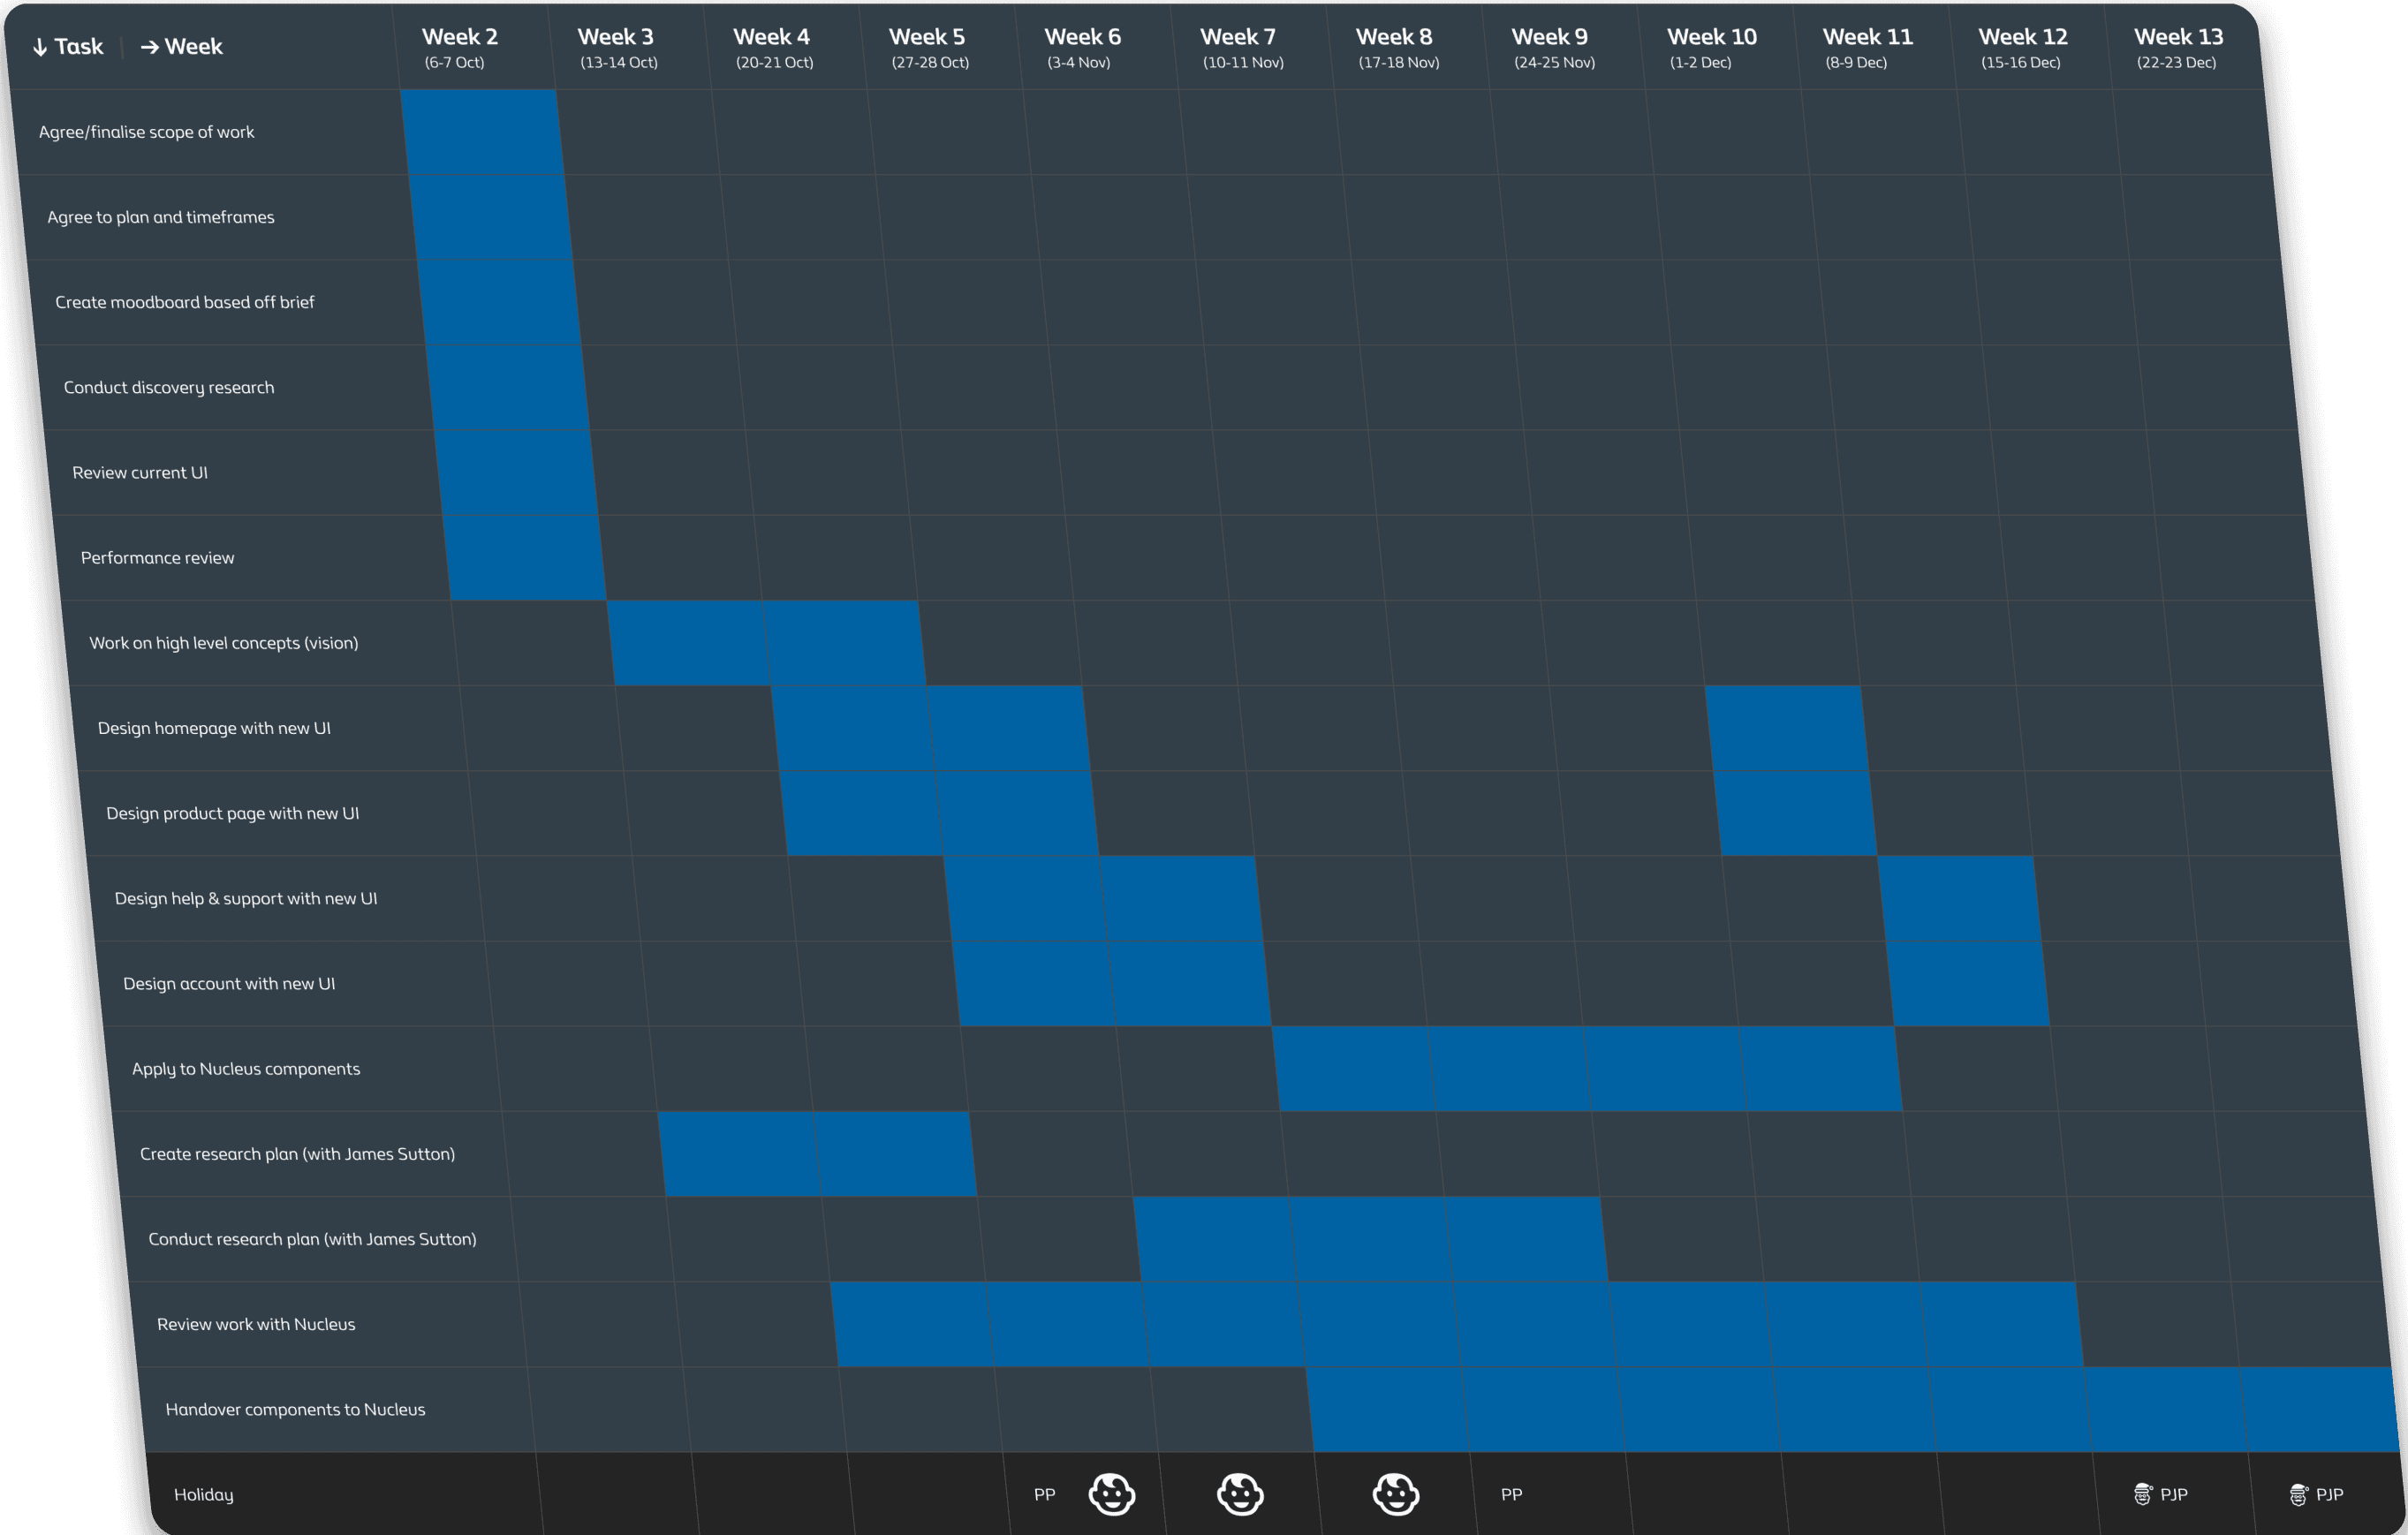 ↓ Task → Week
Week 2
(6-7 Oct)
Week 3
(13-14 Oct)
Week 4
(20-21 Oct)
Week 5
(27-28 Oct)
Week 6
(3-4 Nov)
Week 7
(10-11 Nov)
Week 8
(17-18 Nov)
Week 9
(24-25 Nov)
Week 10
(1-2 Dec)
Week 11
(8-9 Dec)
Week 12
(15-16 Dec)
Week 13
(22-23 Dec)
Agree/finalise scope of work
Agree to plan and timeframes
Create moodboard based off brief
Conduct discovery research
Review current UI
Performance review
Work on high level concepts (vision)
Design homepage with new UI
Design product page with new UI
Design help & support with new UI
Design account with new UI
Apply to Nucleus components
Create research plan (with James Sutton)
Conduct research plan (with James Sutton)
Review work with Nucleus
Handover components to Nucleus
Holiday
PP
PP
PJP
PJP